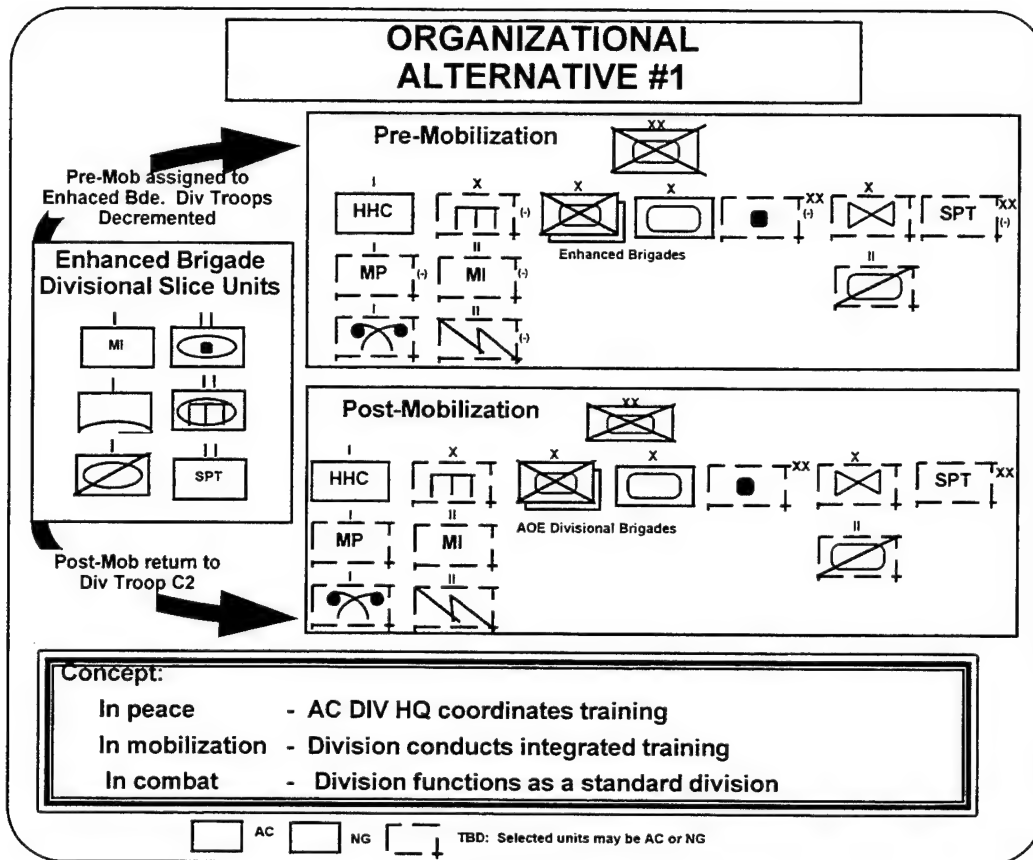 ORGANIZATIONAL
ALTERNATIVE #1
Pre-Mob assigned to
Enhaced Bde. Div Troops
Decremented
Enhanced Brigade
Divisional Slice Units
I
II
MI
I
II
I
II
SPT
Post-Mob return to
Div Troop C2
Pre-Mobilization
XX
I
X
X
X
XX
X
XX
HHC
(-)
(-)
SPT
(-)
Enhanced Brigades
I
II
II
MP
(-)
MI
(-)
I
II
(-)
Post-Mobilization
XX
I
X
X
X
XX
X
XX
HHC
SPT
AOE Divisional Brigades
I
II
II
MP
MI
I
II
Concept:
In peace - AC DIV HQ coordinates training
In mobilization - Division conducts integrated training
In combat - Division functions as a standard division
AC NG TBD: Selected units may be AC or NG